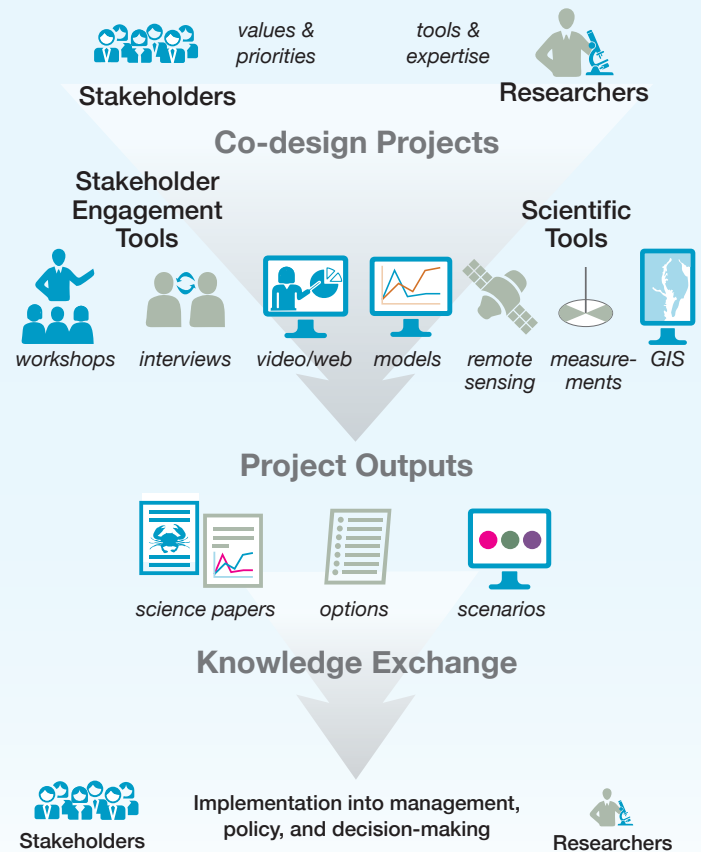 values &
priorities
tools &
expertise
Stakeholders
Researchers
Co-design Projects
Stakeholder
Engagement
Tools
Scientific
Tools
workshops
interviews
video/web
models
remote
sensing
measure-
ments
GIS
Project Outputs
science papers
options
scenarios
Knowledge Exchange
Implementation into management,
policy, and decision-making
Stakeholders
Researchers